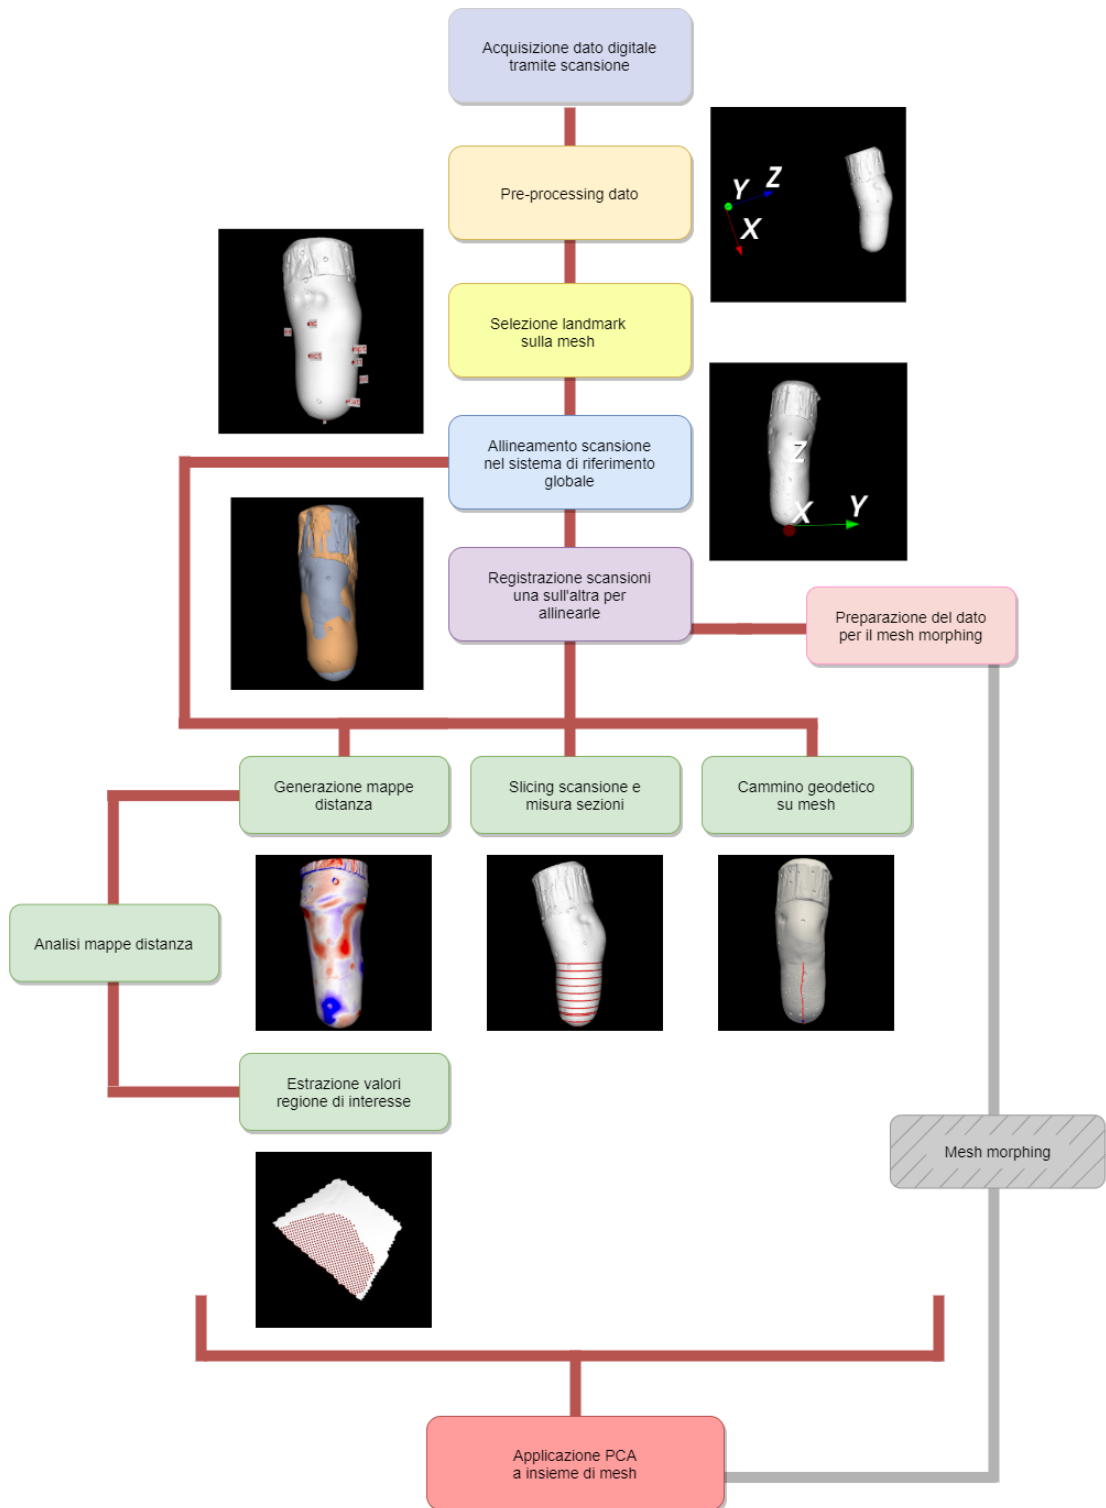 Acquisizione dato digitale
tramite scansione
Pre-processing dato
Y
Z
X
Selezione landmark
sulla mesh
Allineamento scansione
nel sistema di riferimento
globale
Z
X
Y
Registrazione scansioni
una sull'altra per
allinearle
Preparazione del dato
per il mesh morphing
Generazione mappe
distanza
Slicing scansione e
misura sezioni
Cammino geodetico
su mesh
Analisi mappe distanza
Estrazione valori
regione di interesse
Mesh morphing
Applicazione PCA
a insieme di mesh